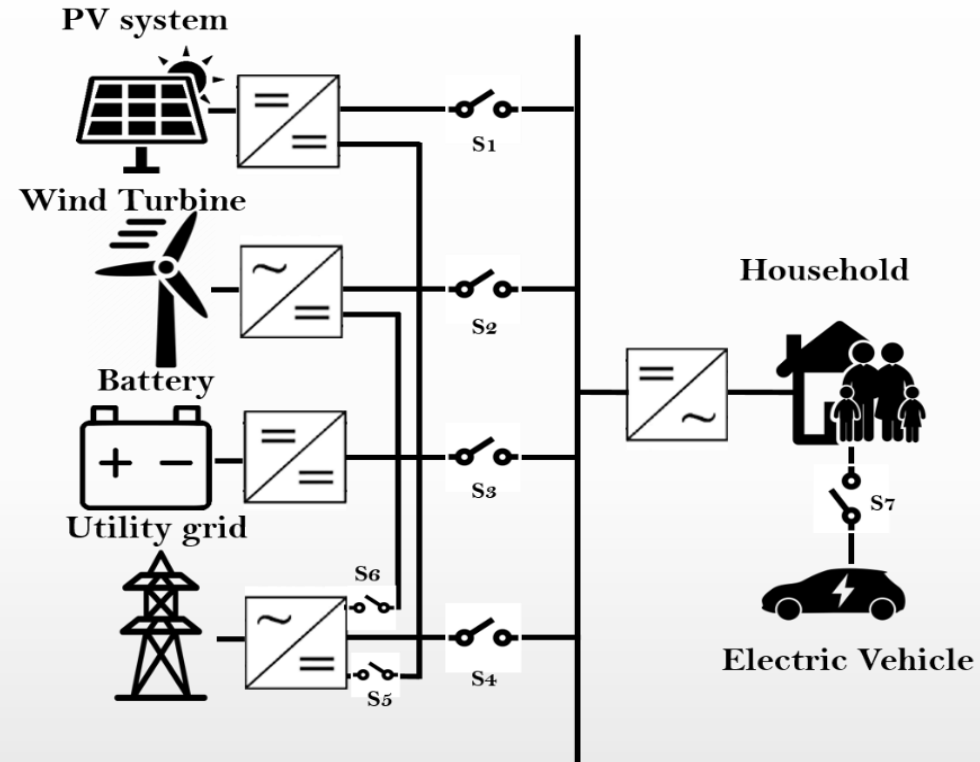 PV system
S1
Wind Turbine
S2
Household
Battery
S3
S7
Utility grid
S6
S4
S5
Electric Vehicle